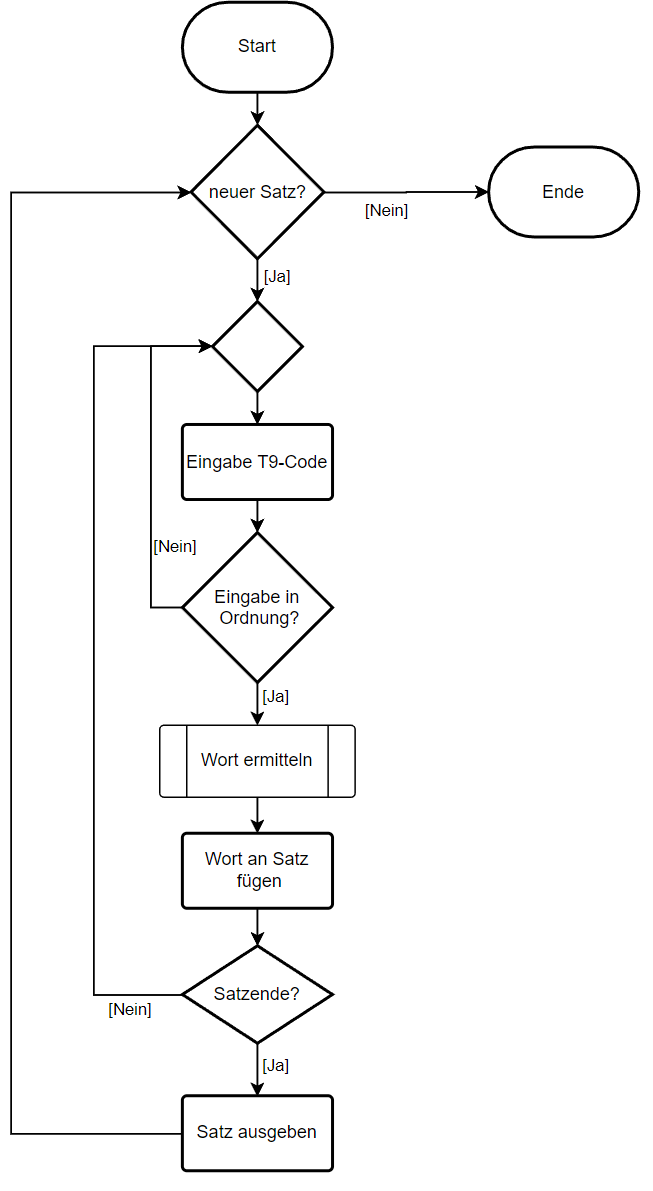 Start
neuer Satz?
[Nein]
Ende
[Ja]
Eingabe T9-Code
[Nein]
Eingabe in
Ordnung?
[Ja]
Wort ermitteln
Wort an Satz
fügen
Satzende?
[Nein]
[Ja]
Satz ausgeben